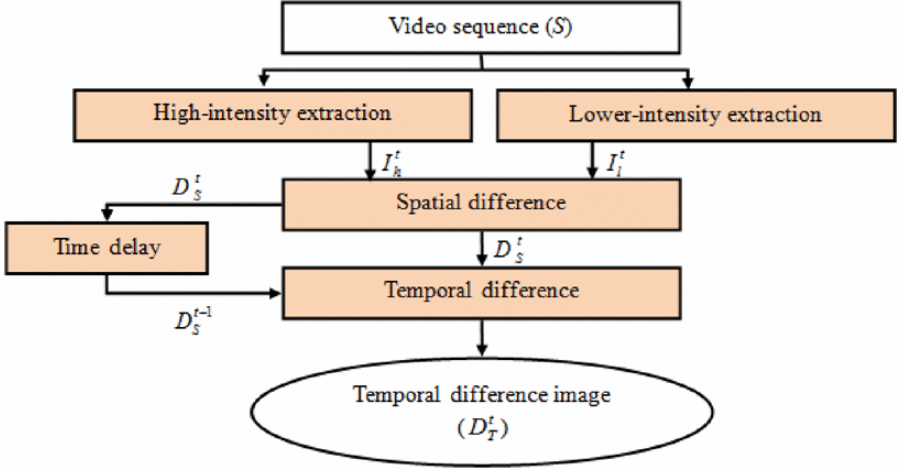 Video sequence (S)
High-intensity extraction
Lower-intensity extraction
I_h^t
I_l^t
D_S^t
Spatial difference
Time delay
D_S^t
Temporal difference
D_S^{t-1}
Temporal difference image
(D_T^t)